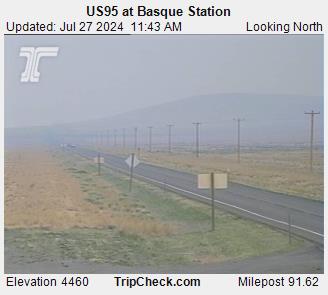 US95 at Basque Station
Updated: Jul 27 2024 11:43 AM Looking North
Elevation 4460 TripCheck.com Milepost 91.62